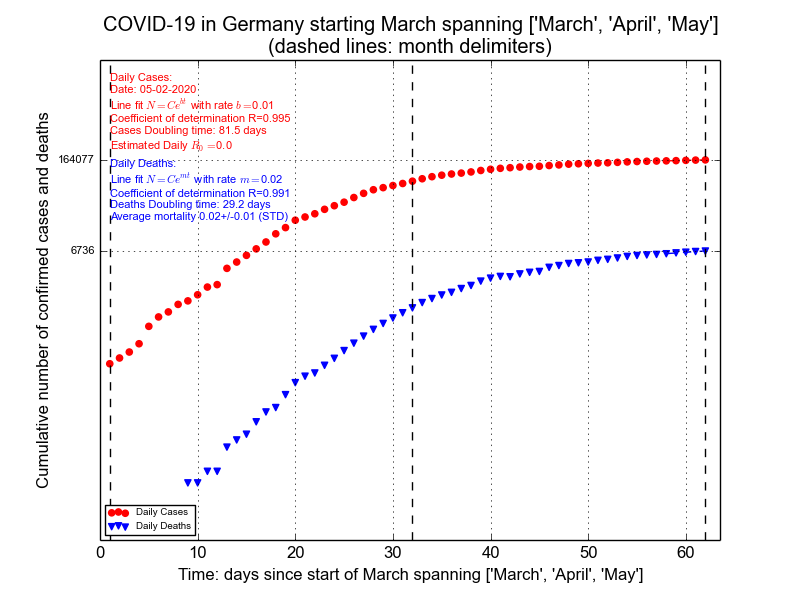 COVID-19 in Germany starting March spanning ['March', 'April', 'May']
(dashed lines: month delimiters)
Daily Cases:
Date: 05-02-2020
Line fit N = Ce^{bt} with rate b = 0.01
Coefficient of determination R=0.995
Cases Doubling time: 81.5 days
Estimated Daily R_0 = 0.0
Daily Deaths:
Line fit N = Ce^{mt} with rate m = 0.02
Coefficient of determination R=0.991
Deaths Doubling time: 29.2 days
Average mortality 0.02+/-0.01 (STD)
164077
6736
Cumulative number of confirmed cases and deaths
Daily Cases
Daily Deaths
0 10 20 30 40 50 60
Time: days since start of March spanning ['March', 'April', 'May']